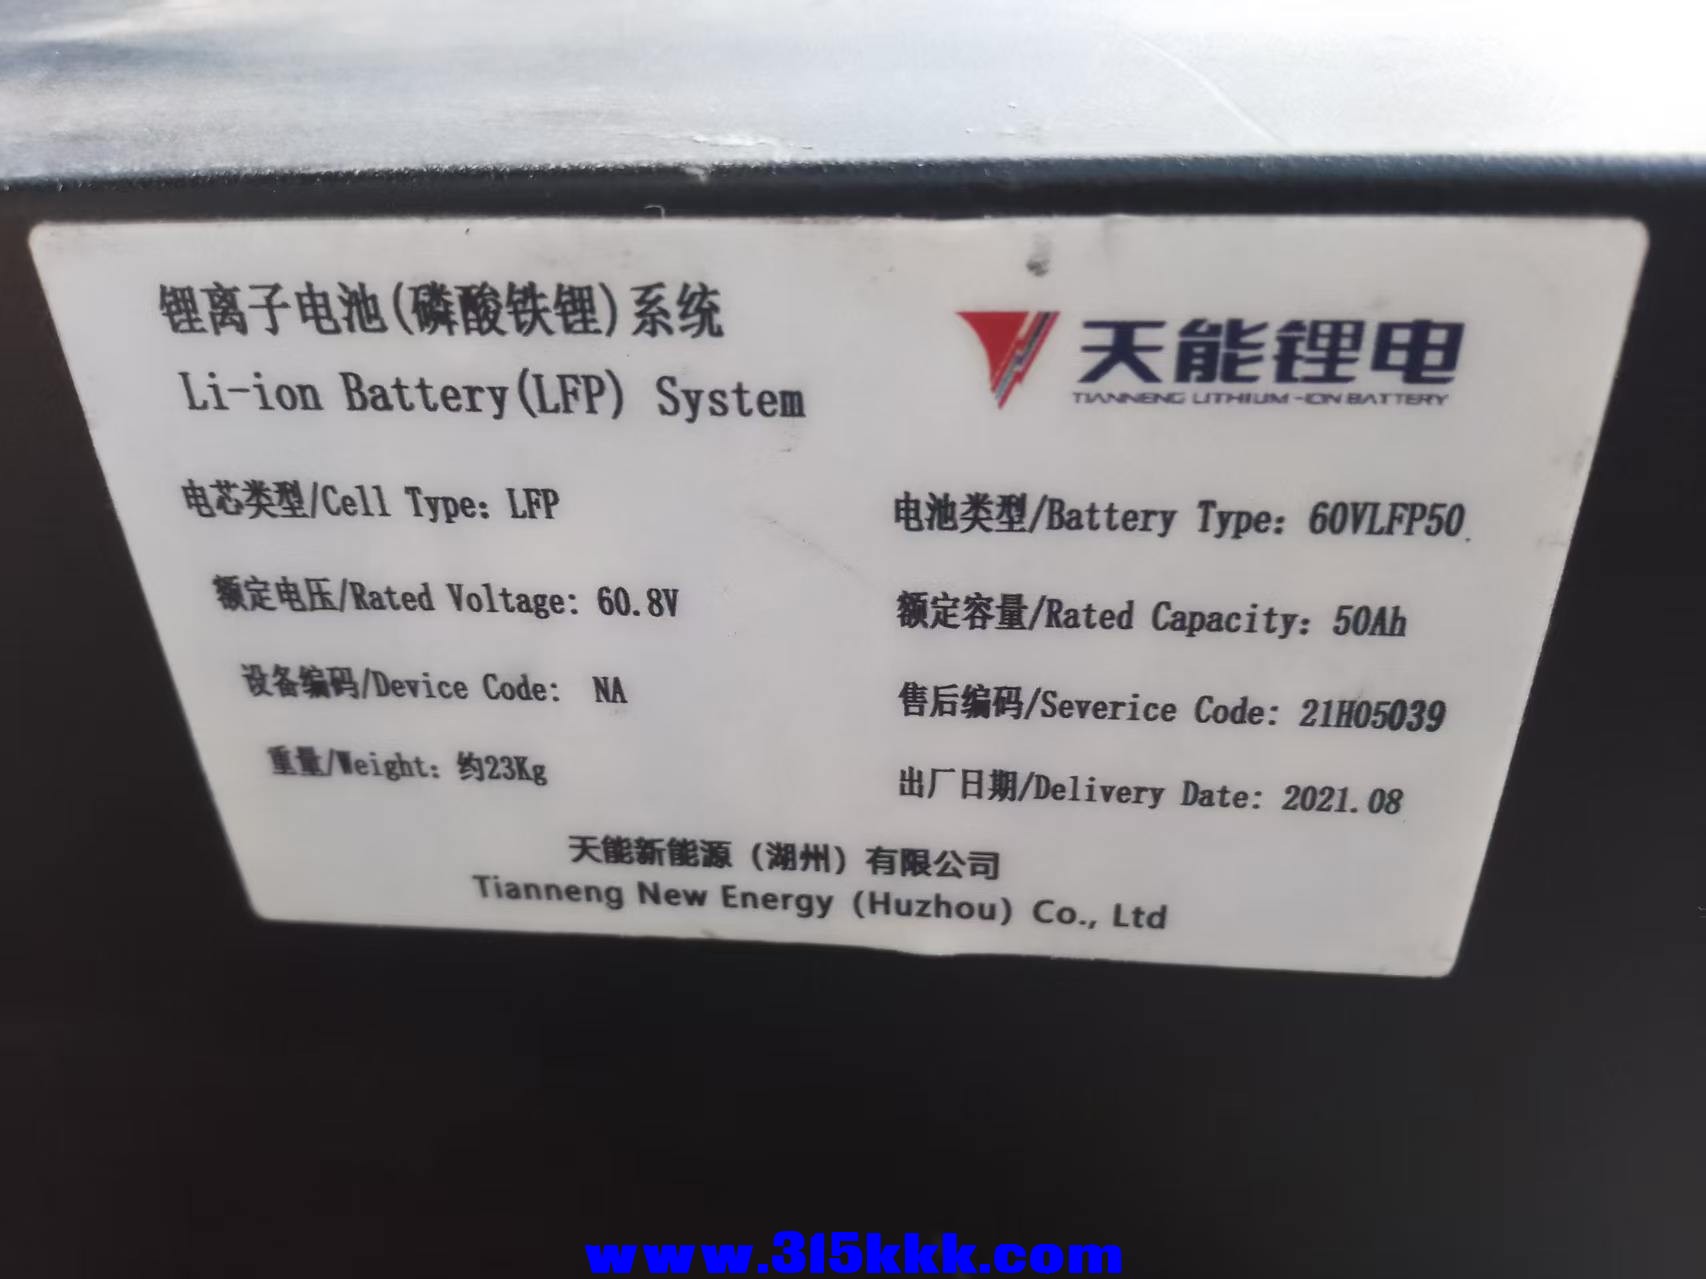 锂离子电池(磷酸铁锂)系统
Li-ion Battery(LFP) System
天能锂电
TIANNENG LITHIUM-ION BATTERY
电芯类型/Cell Type: LFP
电池类型/Battery Type: 60VLFP50
额定电压/Rated Voltage: 60.8V
额定容量/Rated Capacity: 50Ah
设备编码/Device Code: NA
售后编码/Severice Code: 21H05039
重量/Weight: 约23Kg
出厂日期/Delivery Date: 2021.08
天能新能源（湖州）有限公司
Tianneng New Energy (Huzhou) Co., Ltd
www.315kkk.com